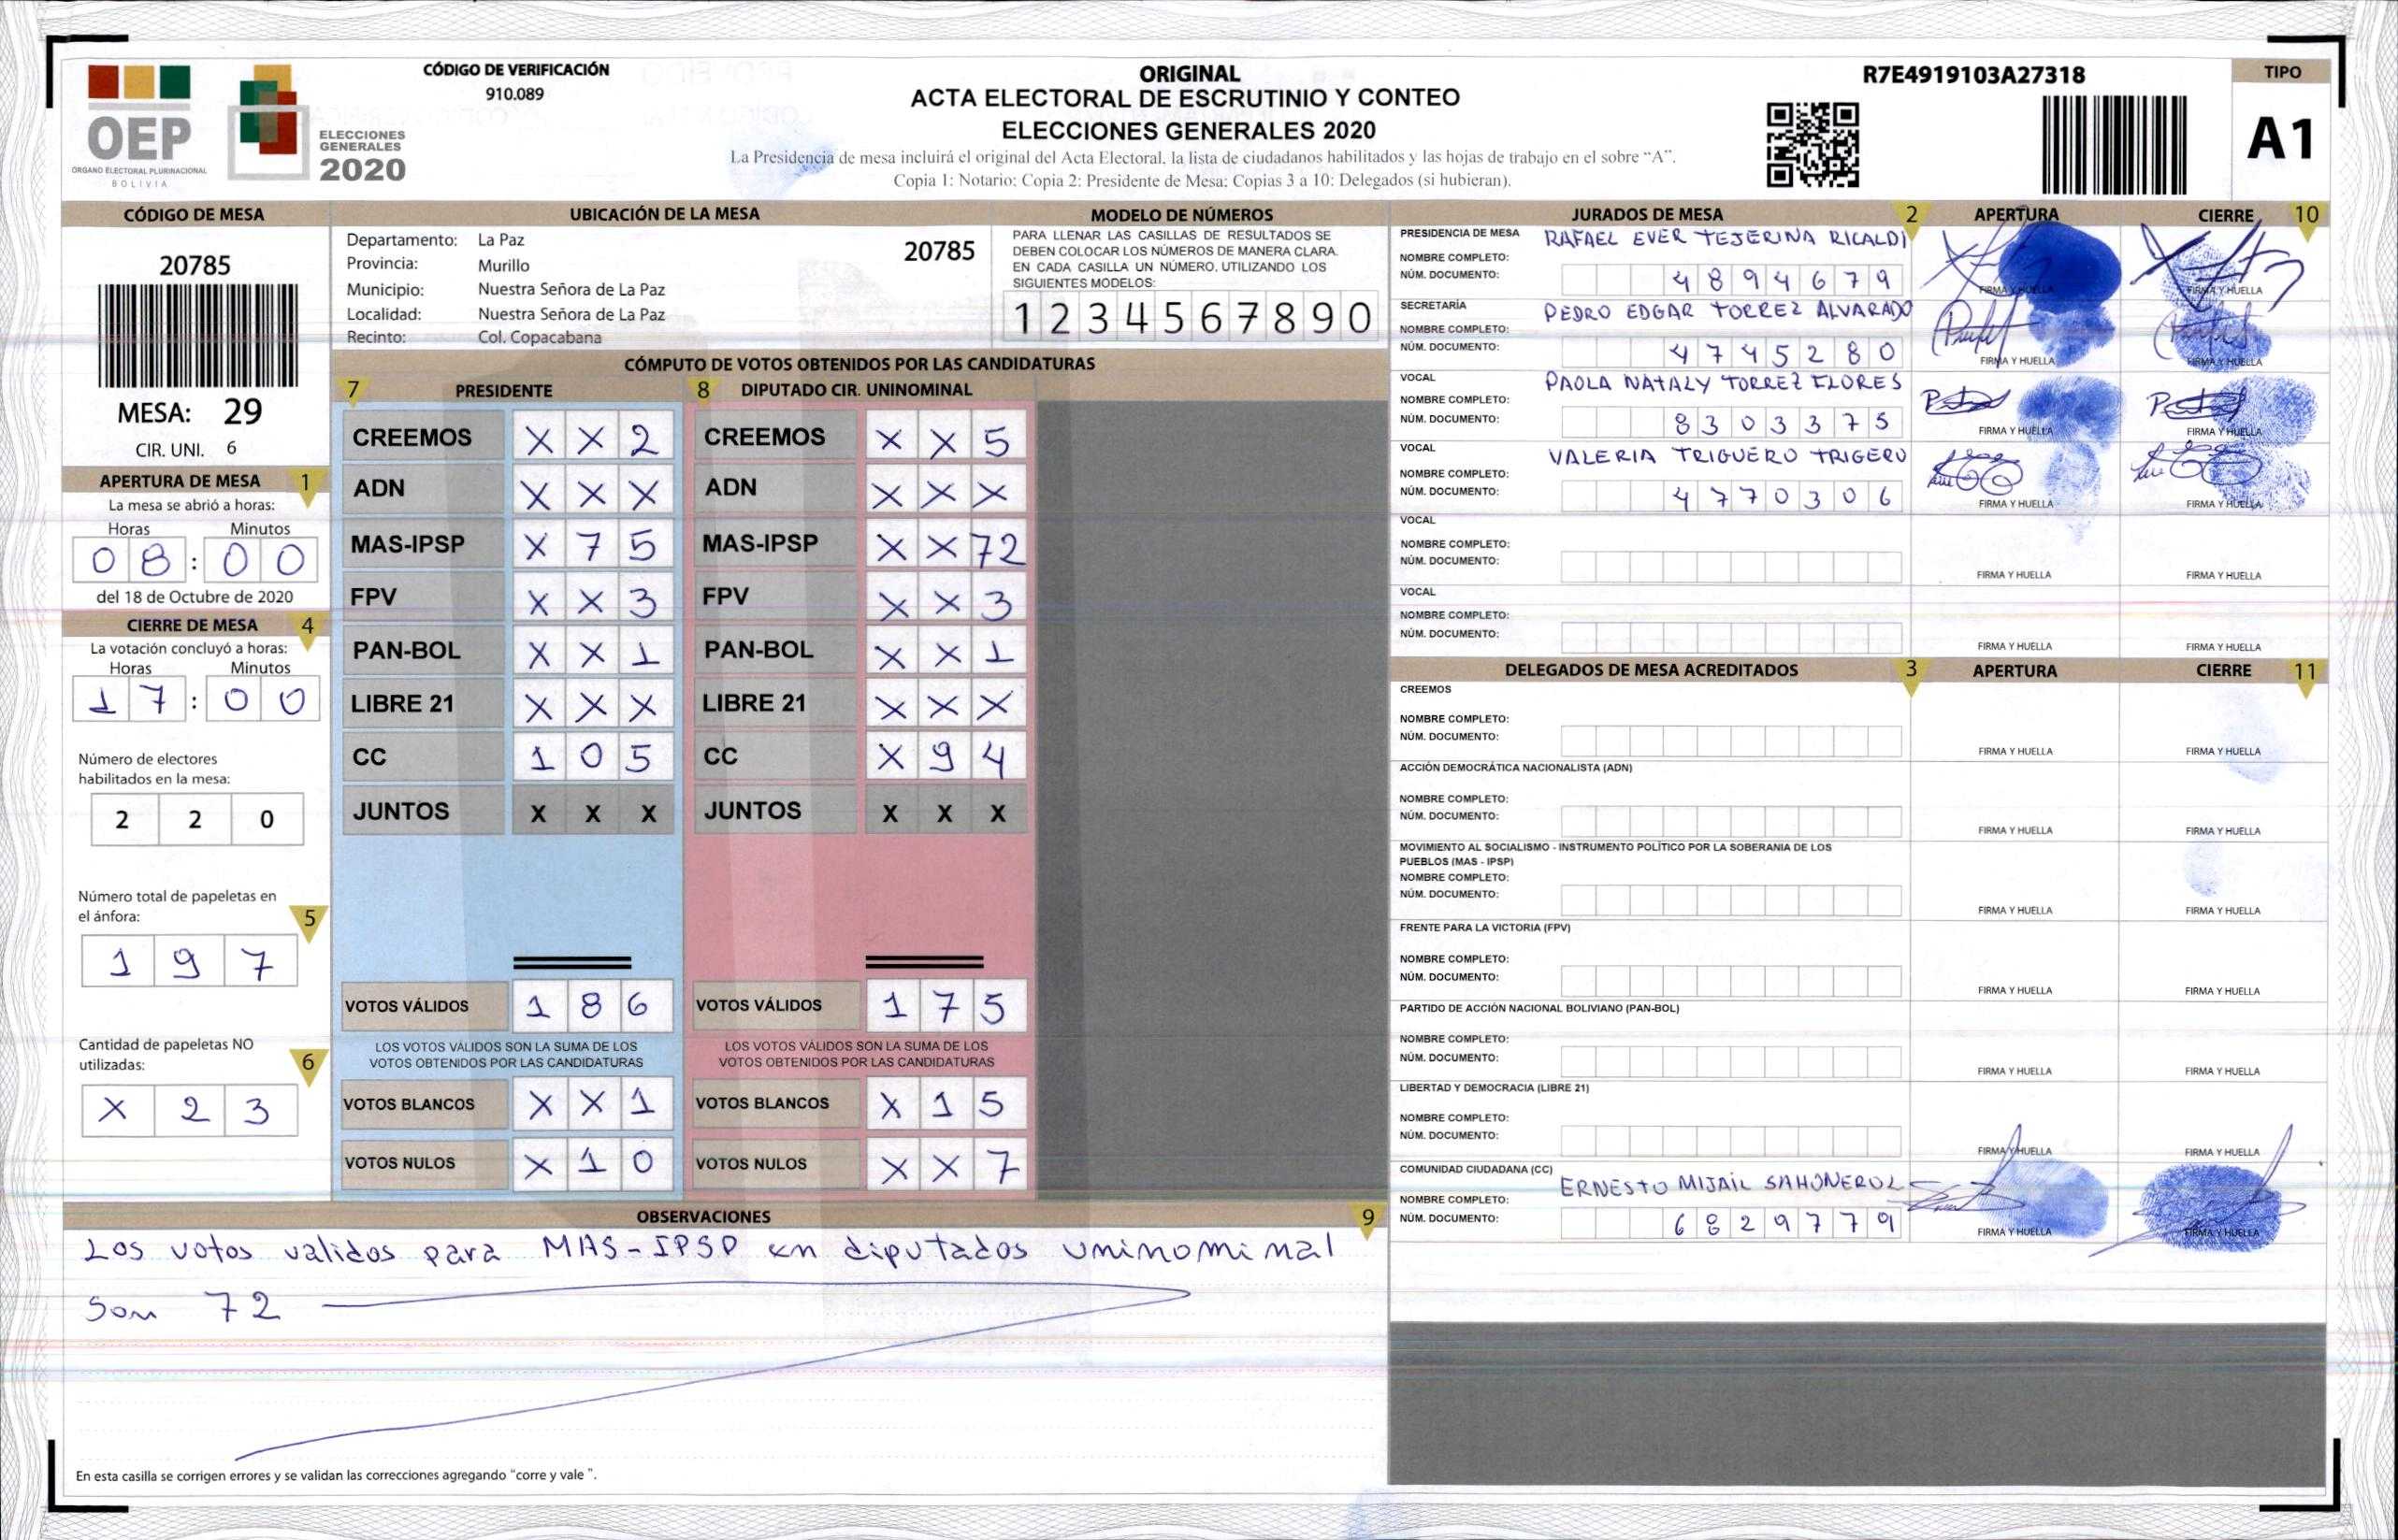 OEP
ORGANO ELECTORAL PLURINACIONAL
BOLIVIA
ELECCIONES
GENERALES
2020
CÓDIGO DE VERIFICACIÓN
910.089
ORIGINAL
ACTA ELECTORAL DE ESCRUTINIO Y CONTEO
ELECCIONES GENERALES 2020
La Presidencia de mesa incluirá el original del Acta Electoral, la lista de ciudadanos habilitados y las hojas de trabajo en el sobre “A”.
Copia 1: Notario; Copia 2: Presidente de Mesa; Copias 3 a 10: Delegados (si hubieran).
R7E4919103A27318
TIPO
A1
CÓDIGO DE MESA
20785
MESA: 29
CIR. UNI. 6
APERTURA DE MESA 1
La mesa se abrió a horas:
Horas Minutos
0 8 : 0 0
del 18 de Octubre de 2020
CIERRE DE MESA 4
La votación concluyó a horas:
Horas Minutos
1 7 : 0 0
Número de electores
habilitados en la mesa:
2 2 0
Número total de papeletas en
el ánfora: 5
1 9 7
Cantidad de papeletas NO
utilizadas: 6
X 2 3
UBICACIÓN DE LA MESA
Departamento: La Paz
20785
Provincia: Murillo
Municipio: Nuestra Señora de La Paz
Localidad: Nuestra Señora de La Paz
Recinto: Col. Copacabana
MODELO DE NÚMEROS
PARA LLENAR LAS CASILLAS DE RESULTADOS SE
DEBEN COLOCAR LOS NÚMEROS DE MANERA CLARA.
EN CADA CASILLA UN NÚMERO, UTILIZANDO LOS
SIGUIENTES MODELOS:
1 2 3 4 5 6 7 8 9 0
CÓMPUTO DE VOTOS OBTENIDOS POR LAS CANDIDATURAS
7 PRESIDENTE
CREEMOS X X 2
ADN X X X
MAS-IPSP X 7 5
FPV X X 3
PAN-BOL X X 1
LIBRE 21 X X X
CC 1 0 5
JUNTOS X X X
VOTOS VÁLIDOS 1 8 6
LOS VOTOS VÁLIDOS SON LA SUMA DE LOS
VOTOS OBTENIDOS POR LAS CANDIDATURAS
VOTOS BLANCOS X X 1
VOTOS NULOS X 1 0
8 DIPUTADO CIR. UNINOMINAL
CREEMOS X X 5
ADN X X X
MAS-IPSP X X 72
FPV X X 3
PAN-BOL X X 1
LIBRE 21 X X X
CC X 9 4
JUNTOS X X X
VOTOS VÁLIDOS 1 7 5
LOS VOTOS VÁLIDOS SON LA SUMA DE LOS
VOTOS OBTENIDOS POR LAS CANDIDATURAS
VOTOS BLANCOS X 1 5
VOTOS NULOS X X 7
OBSERVACIONES 9
Los votos validos para MAS-IPSP en diputados uninominal
son 72
En esta casilla se corrigen errores y se validan las correcciones agregando “corre y vale ”.
JURADOS DE MESA 2 APERTURA CIERRE 10
PRESIDENCIA DE MESA RAFAEL EVER TEJERINA RICALDI
NOMBRE COMPLETO:
NÚM. DOCUMENTO: 4 8 9 4 6 7 9
FIRMA Y HUELLA FIRMA Y HUELLA
SECRETARÍA PEDRO EDGAR TORREZ ALVARADO
NOMBRE COMPLETO:
NÚM. DOCUMENTO: 4 7 4 5 2 8 0
FIRMA Y HUELLA FIRMA Y HUELLA
VOCAL PAOLA NATALY TORREZ FLORES
NOMBRE COMPLETO:
NÚM. DOCUMENTO: 8 3 0 3 3 7 5
FIRMA Y HUELLA FIRMA Y HUELLA
VOCAL VALERIA TRIGUERO TRIGERO
NOMBRE COMPLETO:
NÚM. DOCUMENTO: 4 7 7 0 3 0 6
FIRMA Y HUELLA FIRMA Y HUELLA
VOCAL
NOMBRE COMPLETO:
NÚM. DOCUMENTO:
FIRMA Y HUELLA FIRMA Y HUELLA
VOCAL
NOMBRE COMPLETO:
NÚM. DOCUMENTO:
FIRMA Y HUELLA FIRMA Y HUELLA
DELEGADOS DE MESA ACREDITADOS 3 APERTURA CIERRE 11
CREEMOS
NOMBRE COMPLETO:
NÚM. DOCUMENTO:
FIRMA Y HUELLA FIRMA Y HUELLA
ACCIÓN DEMOCRÁTICA NACIONALISTA (ADN)
NOMBRE COMPLETO:
NÚM. DOCUMENTO:
FIRMA Y HUELLA FIRMA Y HUELLA
MOVIMIENTO AL SOCIALISMO - INSTRUMENTO POLÍTICO POR LA SOBERANIA DE LOS
PUEBLOS (MAS - IPSP)
NOMBRE COMPLETO:
NÚM. DOCUMENTO:
FIRMA Y HUELLA FIRMA Y HUELLA
FRENTE PARA LA VICTORIA (FPV)
NOMBRE COMPLETO:
NÚM. DOCUMENTO:
FIRMA Y HUELLA FIRMA Y HUELLA
PARTIDO DE ACCIÓN NACIONAL BOLIVIANO (PAN-BOL)
NOMBRE COMPLETO:
NÚM. DOCUMENTO:
FIRMA Y HUELLA FIRMA Y HUELLA
LIBERTAD Y DEMOCRACIA (LIBRE 21)
NOMBRE COMPLETO:
NÚM. DOCUMENTO:
FIRMA Y HUELLA FIRMA Y HUELLA
COMUNIDAD CIUDADANA (CC) ERNESTO MIJAIL
NOMBRE COMPLETO:
NÚM. DOCUMENTO: 6 8 2 9 7 7 9
FIRMA Y HUELLA FIRMA Y HUELLA